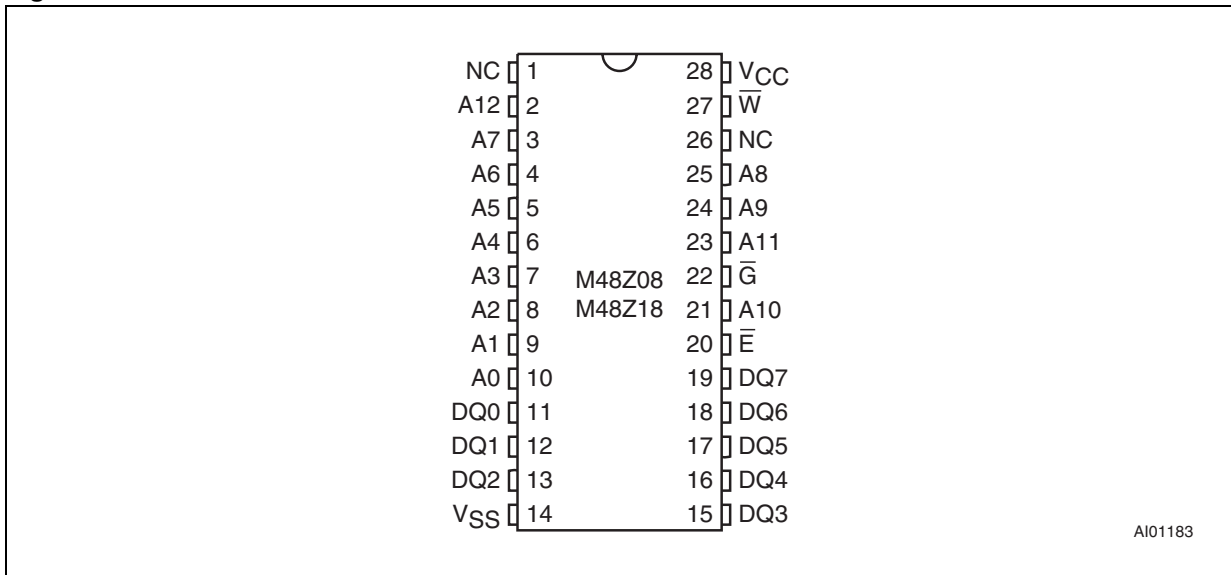 NC 1 28 VCC
A12 2 27 W̅
A7 3 26 NC
A6 4 25 A8
A5 5 24 A9
A4 6 23 A11
A3 7 M48Z08 22 G̅
A2 8 M48Z18 21 A10
A1 9 20 E̅
A0 10 19 DQ7
DQ0 11 18 DQ6
DQ1 12 17 DQ5
DQ2 13 16 DQ4
VSS 14 15 DQ3
AI01183